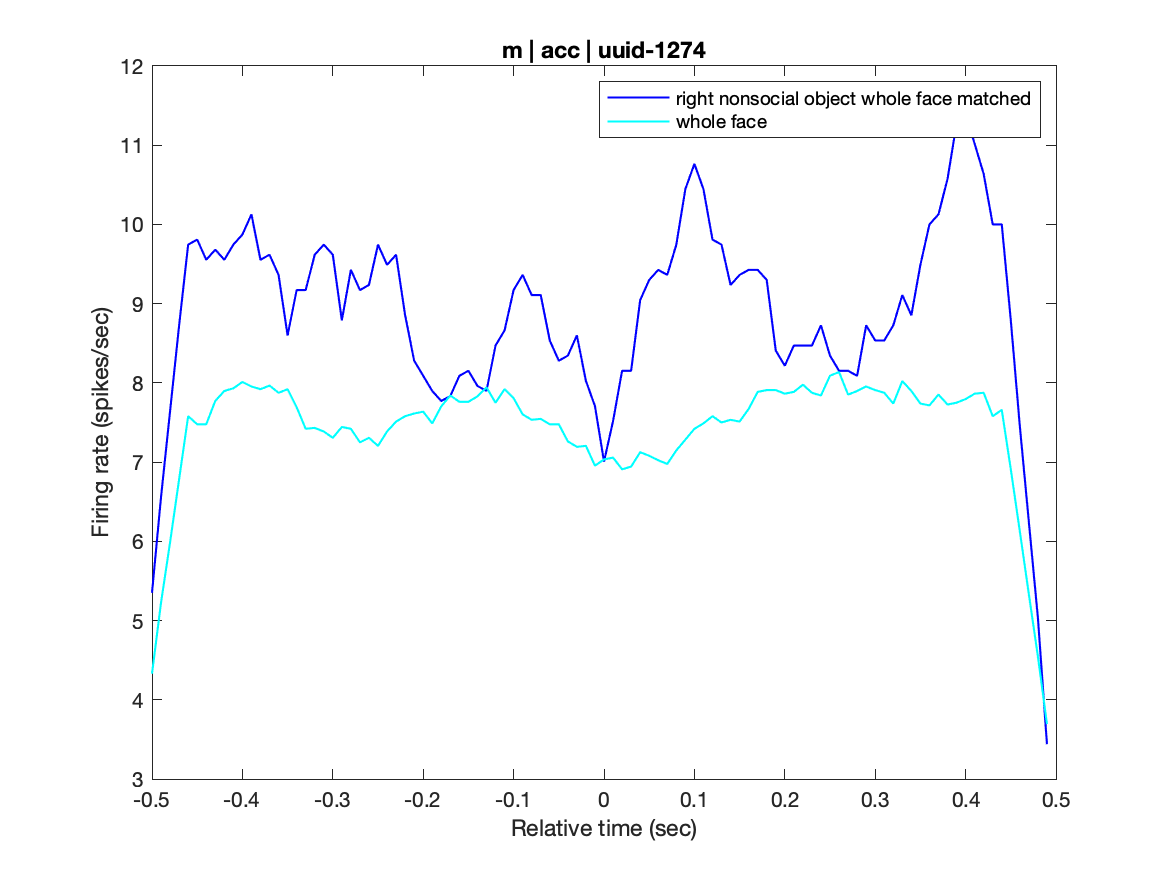 m | acc | uuid-1274
12
right nonsocial object whole face matched
whole face
11
10
9
8
7
6
5
4
3
Firing rate (spikes/sec)
-0.5 -0.4 -0.3 -0.2 -0.1 0 0.1 0.2 0.3 0.4 0.5
Relative time (sec)